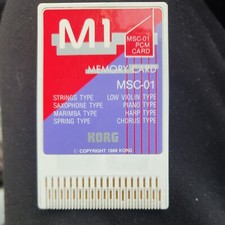 M1
MSC-01
PCM
CARD
MEMORY CARD
MSC-01
STRINGS TYPE LOW VIOLIN TYPE
SAXOPHONE TYPE PIANO TYPE
MARIMBA TYPE HARP TYPE
SPRING TYPE CHORUS TYPE
KORG
© COPYRIGHT 1988 KORG